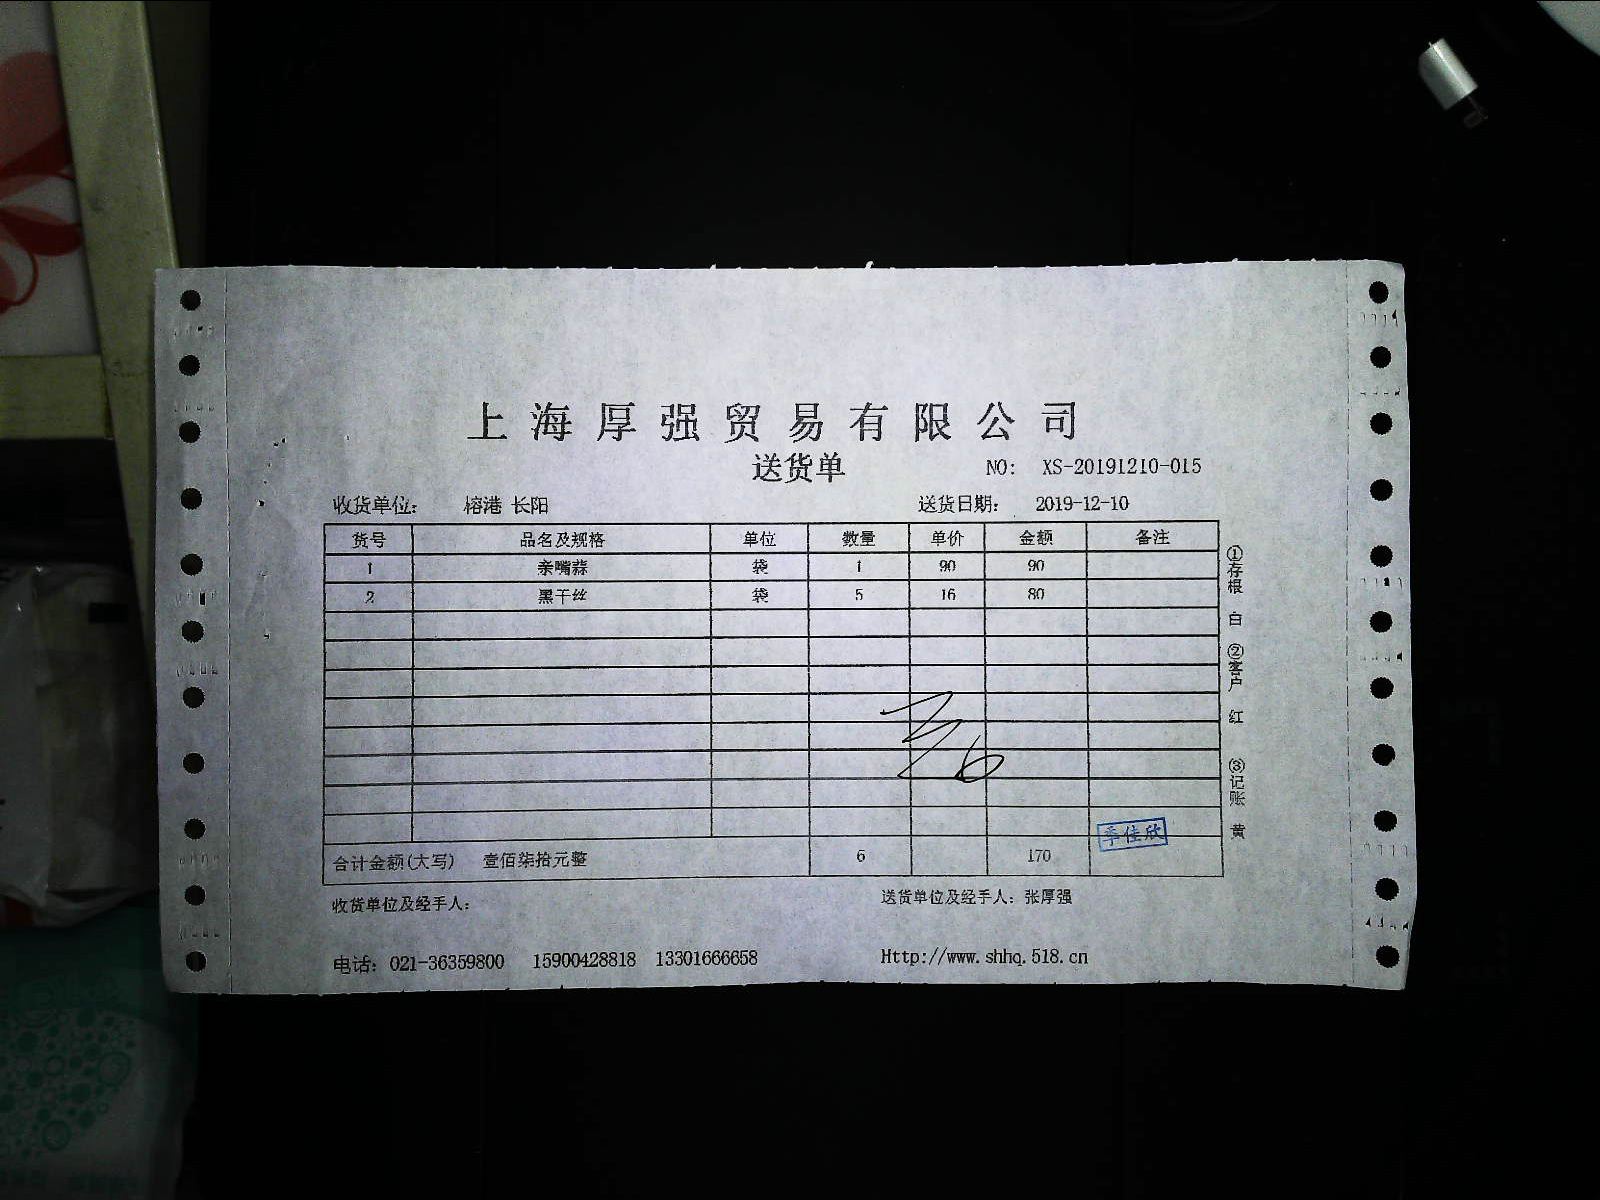 上海厚强贸易有限公司
送货单
NO: XS-20191210-015
收货单位: 榕港 长阳 送货日期: 2019-12-10
货号 品名及规格 单位 数量 单价 金额 备注
1 亲嘴蒜 袋 1 90 90
2 黑干丝 袋 5 16 80
合计金额(大写) 壹佰柒拾元整 6 170
季佳欣
收货单位及经手人: 送货单位及经手人: 张厚强
电话: 021-36359800 15900428818 13301666658 Http://www.shhq.518.cn
①存根 白 ②客户 红 ③记账 黄